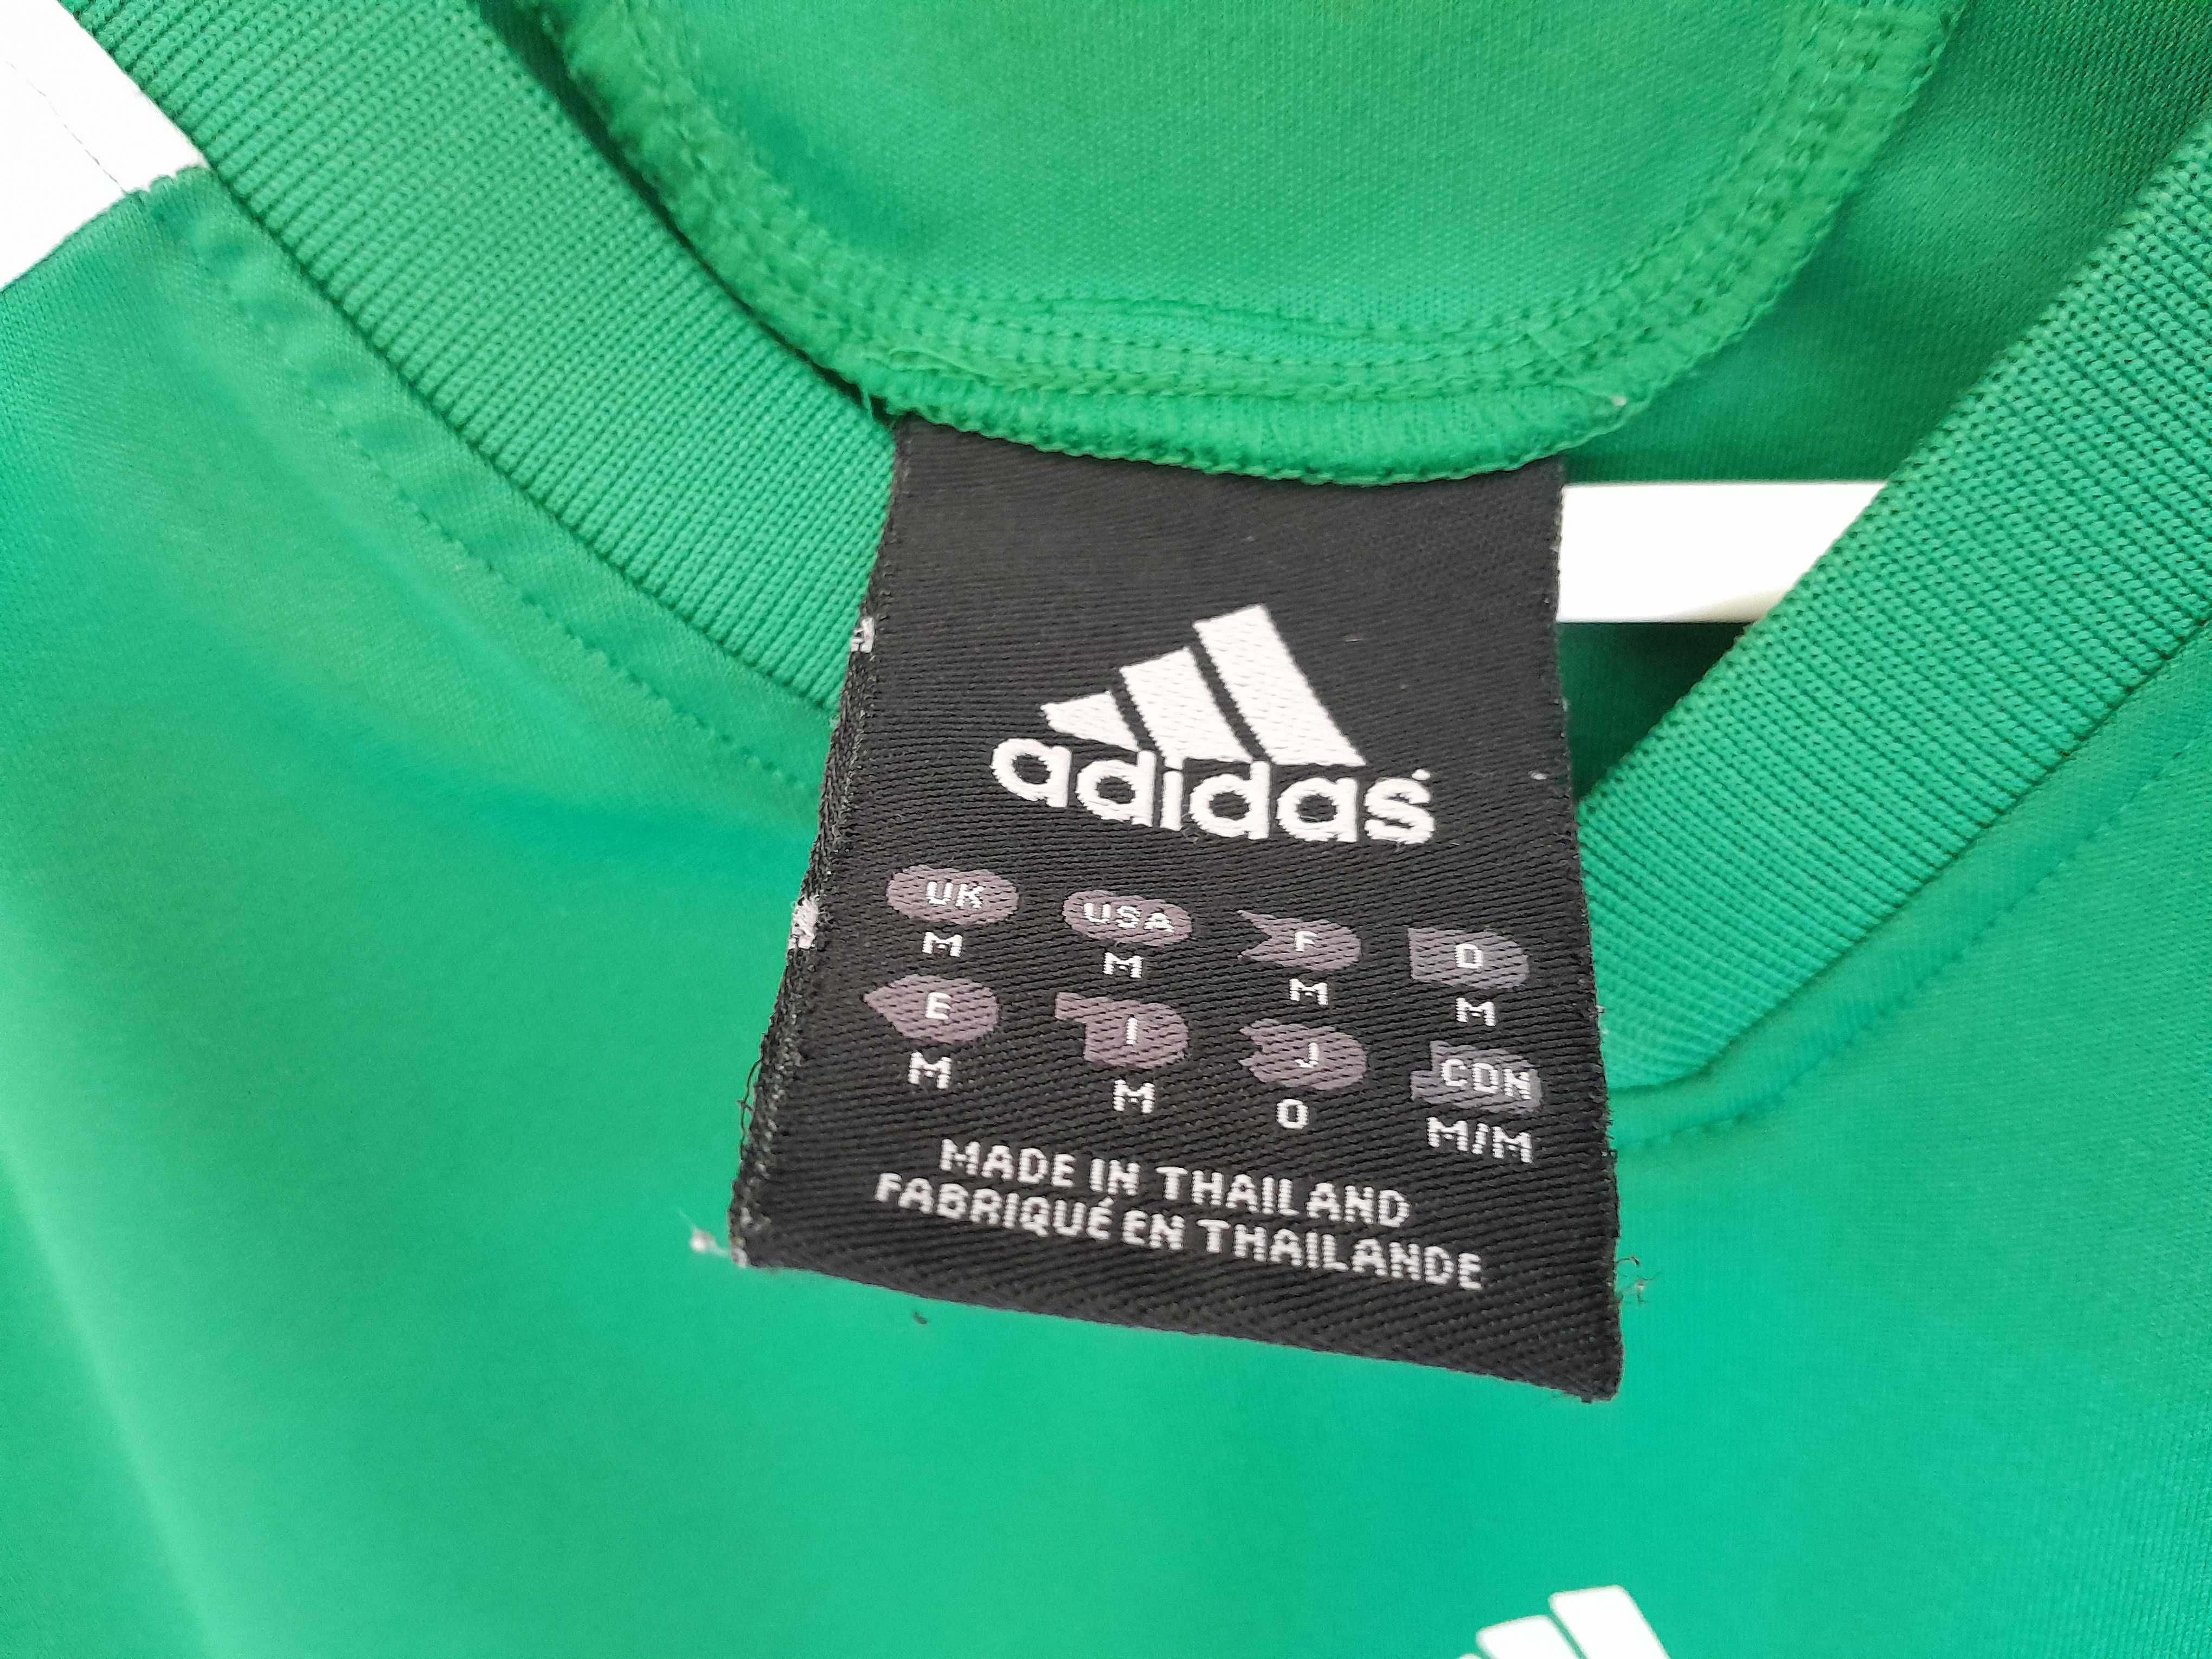 adidas
UK USA F D
M M M M
E I J CDN
M M O M/M
MADE IN THAILAND
FABRIQUÉ EN THAILANDE